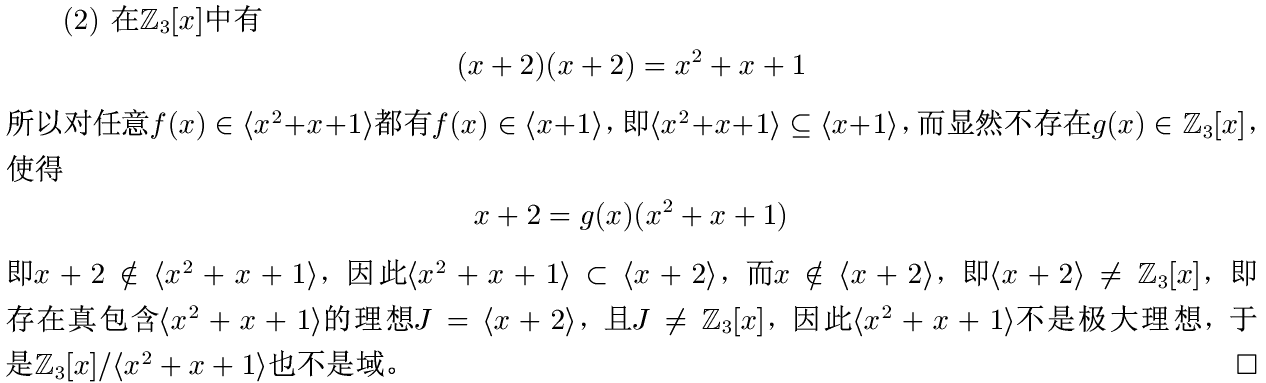 (2) 在ℤ₃[x]中有
(x + 2)(x + 2) = x² + x + 1
所以对任意f(x) ∈ ⟨x²+x+1⟩都有f(x) ∈ ⟨x+1⟩, 即⟨x²+x+1⟩ ⊆ ⟨x+1⟩, 而显然不存在g(x) ∈ ℤ₃[x],
使得
x + 2 = g(x)(x² + x + 1)
即x + 2 ∉ ⟨x² + x + 1⟩, 因此⟨x² + x + 1⟩ ⊂ ⟨x + 2⟩, 而x ∉ ⟨x + 2⟩, 即⟨x + 2⟩ ≠ ℤ₃[x], 即
存在真包含⟨x² + x + 1⟩的理想J = ⟨x + 2⟩, 且J ≠ ℤ₃[x], 因此⟨x² + x + 1⟩不是极大理想, 于
是ℤ₃[x]/⟨x² + x + 1⟩也不是域。 □